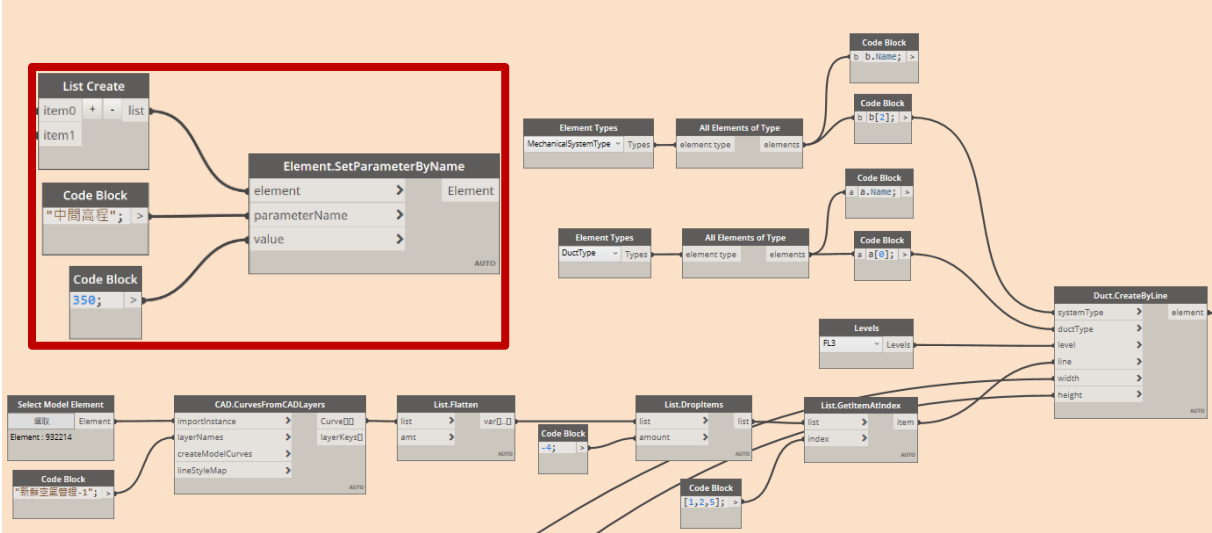 List Create
item0 + - list
item1
Code Block
"中間高程"; >
Code Block
350; >
Element.SetParameterByName
element > Element
parameterName >
value >
AUTO
Code Block
b b.Name; >
Code Block
b b[2]; >
Element Types
MechanicalSystemType Types
All Elements of Type
element type elements
Code Block
a a.Name; >
Code Block
a a[0]; >
Element Types
DuctType Types
All Elements of Type
element type elements
Levels
FL3 Levels
Duct.CreateByLine
systemType > element
ductType >
level >
line >
width >
height >
AUTO
Select Model Element
選取 Element
Element : 932214
Code Block
"新鮮空氣管線-1"; >
CAD.CurvesFromCADLayers
importInstance > Curve[][]
layerNames > layerKeys[]
createModelCurves >
lineStyleMap >
AUTO
List.Flatten
list > var[]..[]
amt >
AUTO
Code Block
-4; >
List.DropItems
list > list
amount >
AUTO
Code Block
[1,2,5]; >
List.GetItemAtIndex
list > item
index >
AUTO